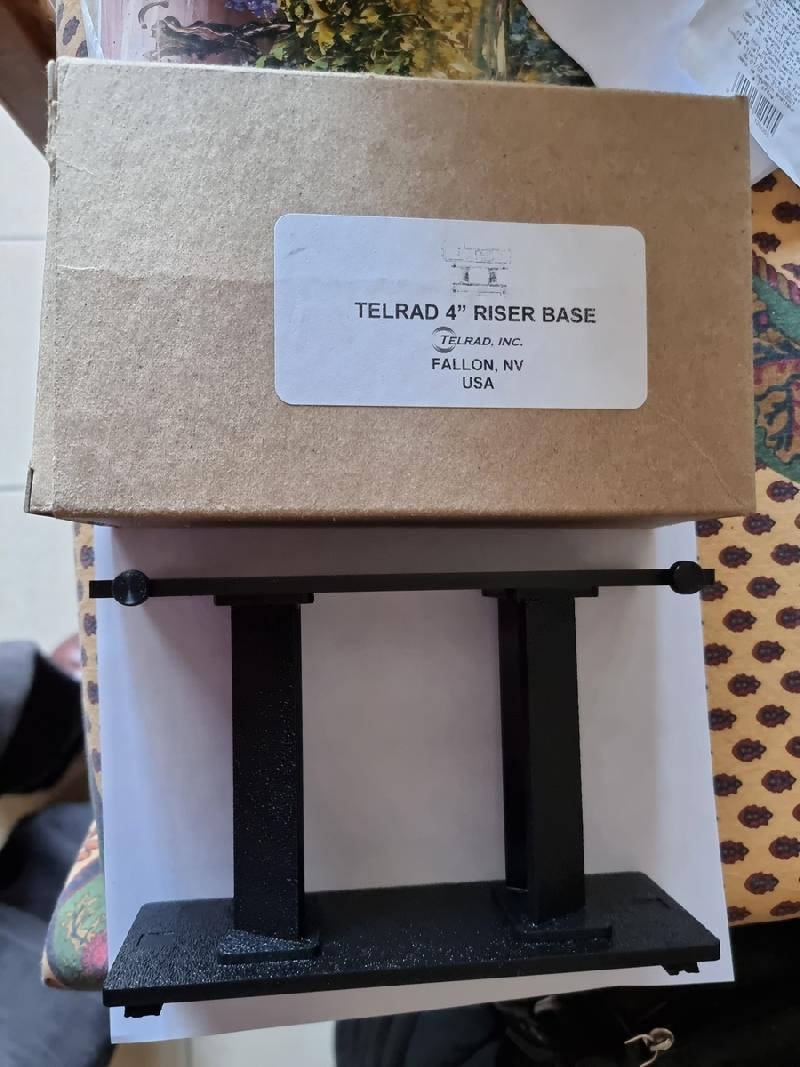 TELRAD 4” RISER BASE
TELRAD, INC.
FALLON, NV
USA